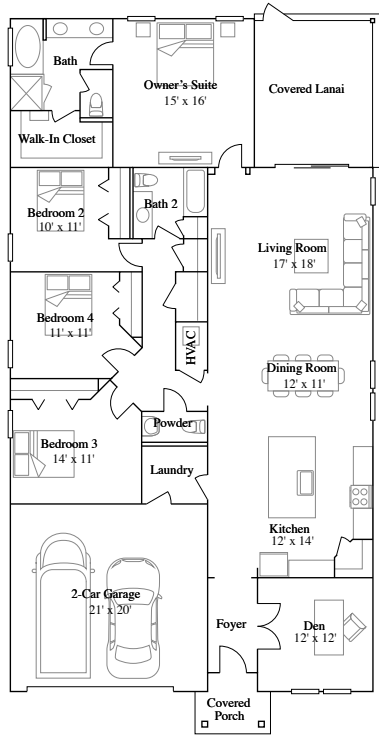 Bath
Owner's Suite
15' x 16'
Covered Lanai
Walk-In Closet
Bedroom 2
10' x 11'
Bath 2
Living Room
17' x 18'
Bedroom 4
11' x 11'
HVAC
Dining Room
12' x 11'
Powder
Bedroom 3
14' x 11'
Laundry
Kitchen
12' x 14'
2-Car Garage
21' x 20'
Foyer
Den
12' x 12'
Covered
Porch